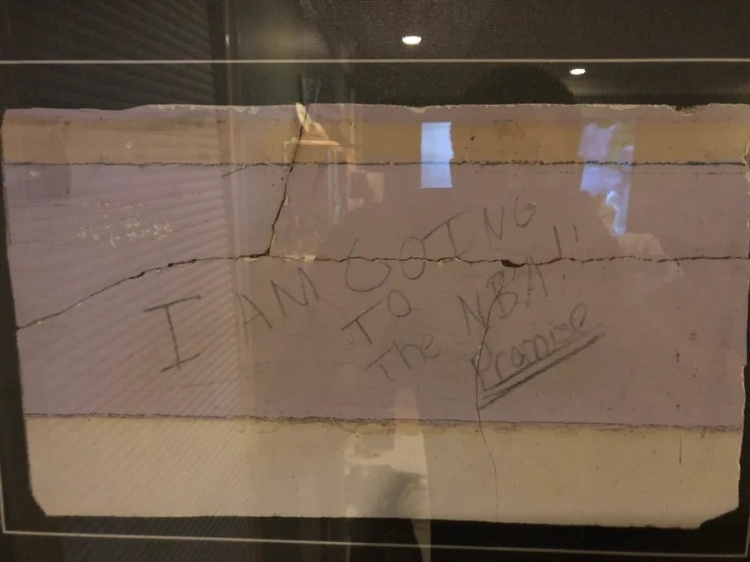 I AM GOING
TO
The NBA!!
Promise